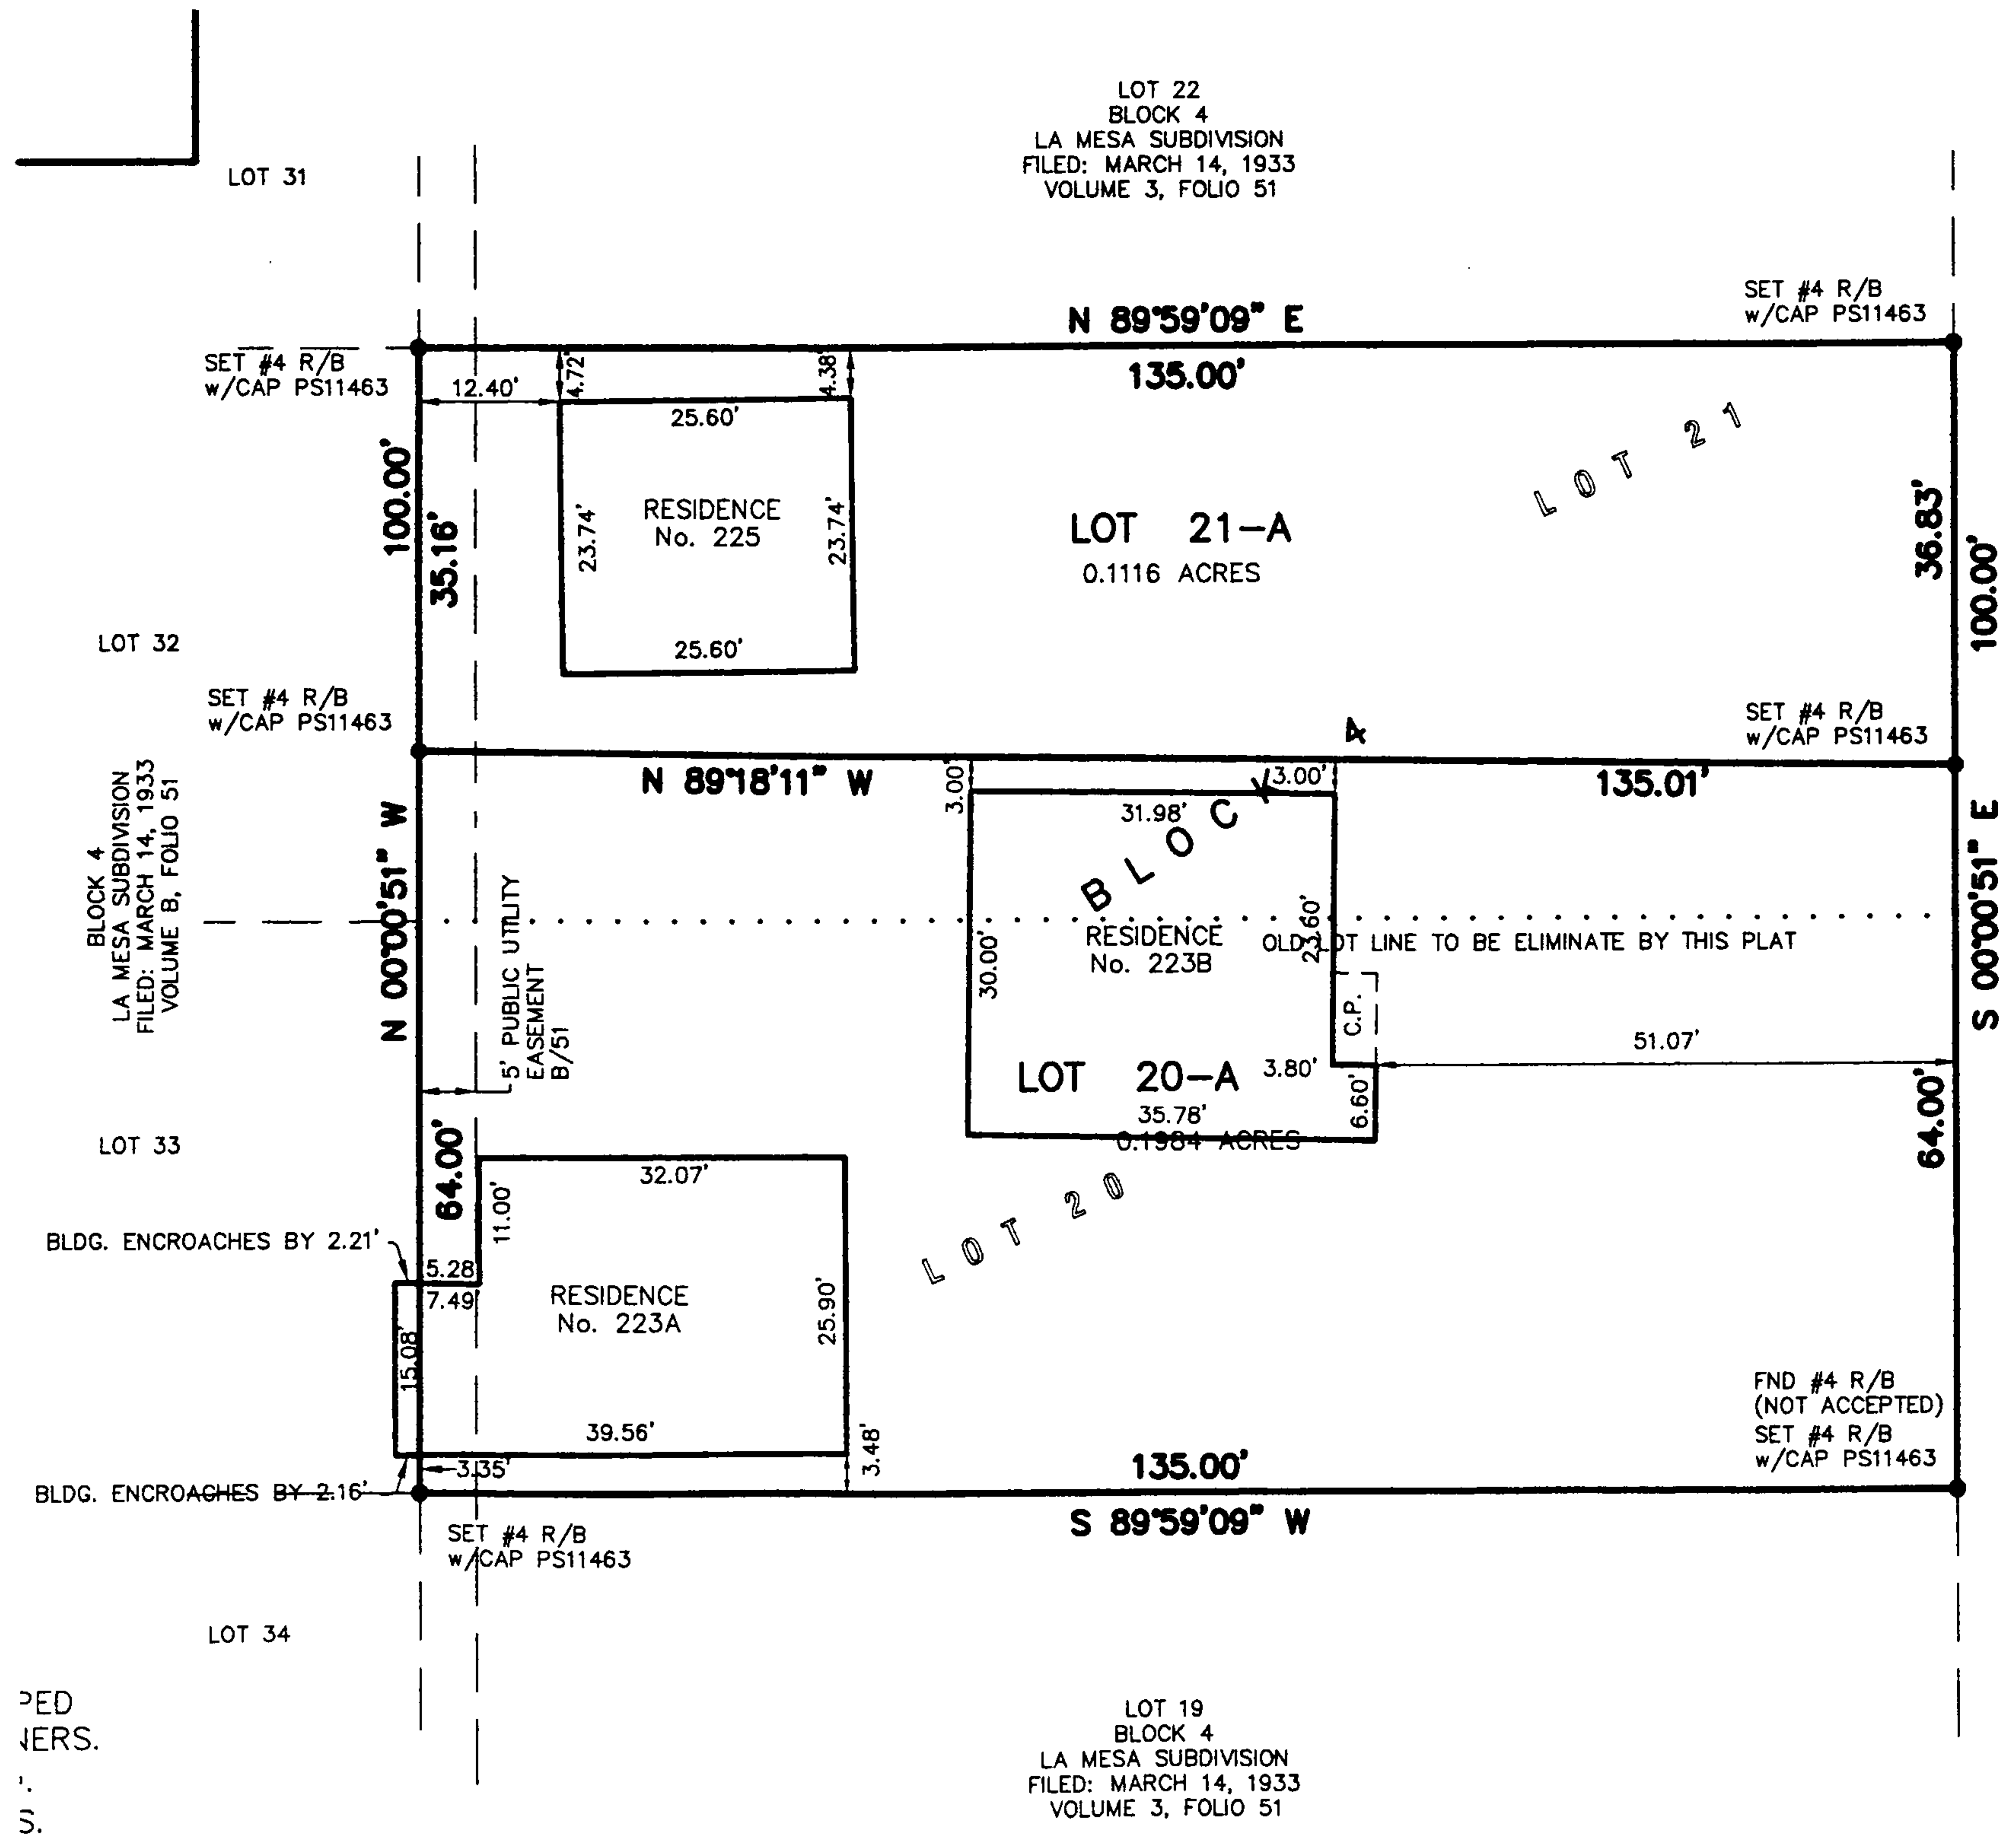 LOT 22
BLOCK 4
LA MESA SUBDIVISION
FILED: MARCH 14, 1933
VOLUME 3, FOLIO 51
LOT 31
SET #4 R/B
w/CAP PS11463
N 89°59'09" E
135.00'
SET #4 R/B
w/CAP PS11463
12.40'
4.72'
4.38'
25.60'
100.00'
35.16'
23.74'
RESIDENCE
No. 225
23.74'
25.60'
LOT 21-A
0.1116 ACRES
LOT 21
36.83'
100.00'
LOT 32
SET #4 R/B
w/CAP PS11463
SET #4 R/B
w/CAP PS11463
N 89°18'11" W
135.01'
3.00'
3.00'
31.98'
BLOCK 4
BLOCK 4
LA MESA SUBDIVISION
FILED: MARCH 14, 1933
VOLUME B, FOLIO 51
N 00°00'51" W
S 00°00'51" E
5' PUBLIC UTILITY
EASEMENT
B/51
30.00'
RESIDENCE
No. 223B
23.60'
OLD LOT LINE TO BE ELIMINATE BY THIS PLAT
C.P.
51.07'
3.80'
6.60'
LOT 20-A
35.78'
0.1984 ACRES
64.00'
LOT 33
64.00'
32.07'
11.00'
LOT 20
BLDG. ENCROACHES BY 2.21'
5.28'
7.49'
15.08'
RESIDENCE
No. 223A
25.90'
39.56'
3.48'
3.35'
BLDG. ENCROACHES BY 2.16'
135.00'
S 89°59'09" W
FND #4 R/B
(NOT ACCEPTED)
SET #4 R/B
w/CAP PS11463
SET #4 R/B
w/CAP PS11463
LOT 34
LOT 19
BLOCK 4
LA MESA SUBDIVISION
FILED: MARCH 14, 1933
VOLUME 3, FOLIO 51
PED
NERS.
'.
S.